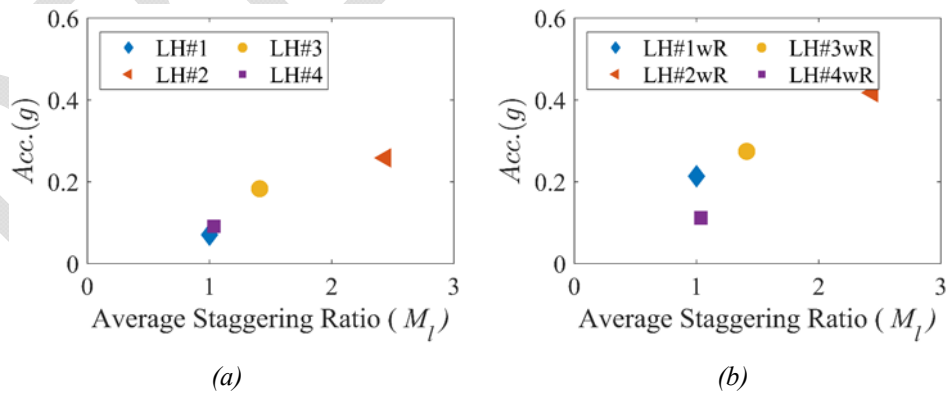 0.6
LH#1 LH#3
LH#2 LH#4
0.4
0.2
0
Acc.(g)
0 1 2 3
Average Staggering Ratio ( M_l )
(a)
0.6
LH#1wR LH#3wR
LH#2wR LH#4wR
0.4
0.2
0
Acc.(g)
0 1 2 3
Average Staggering Ratio ( M_l )
(b)